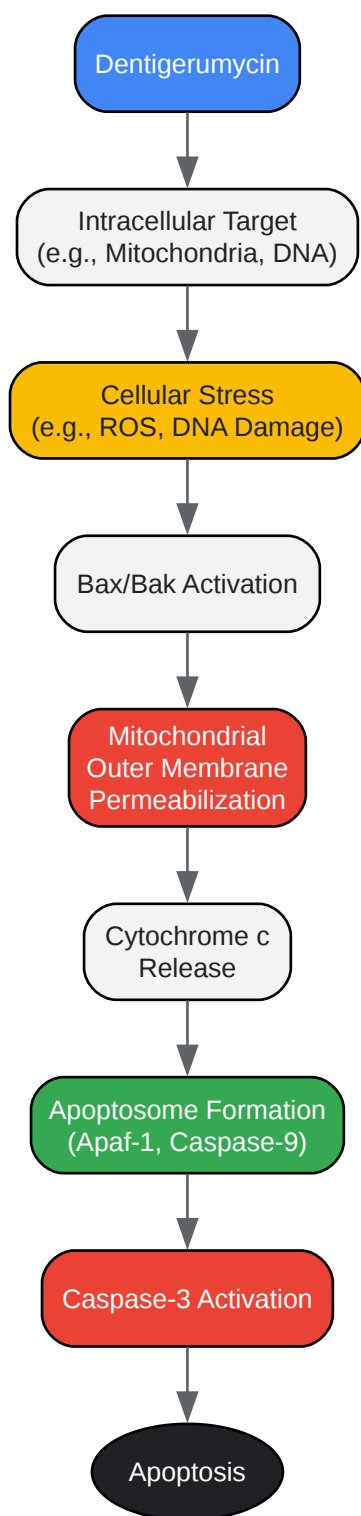 Dentigerumycin
Intracellular Target
(e.g., Mitochondria, DNA)
Cellular Stress
(e.g., ROS, DNA Damage)
Bax/Bak Activation
Mitochondrial
Outer Membrane
Permeabilization
Cytochrome c
Release
Apoptosome Formation
(Apaf-1, Caspase-9)
Caspase-3 Activation
Apoptosis